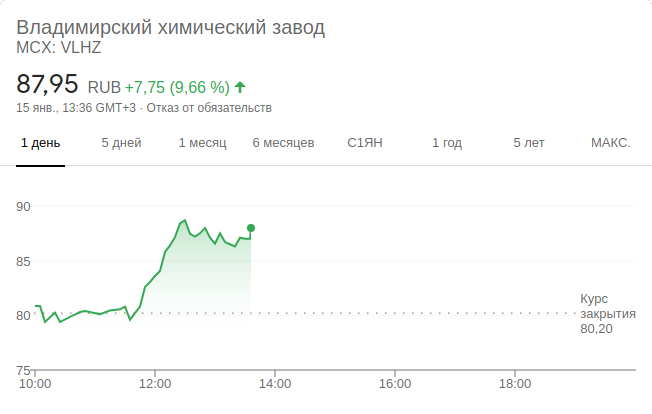 Владимирский химический завод
MCX: VLHZ
87,95 RUB +7,75 (9,66 %)
15 янв., 13:36 GMT+3 · Отказ от обязательств
1 день 5 дней 1 месяц 6 месяцев С1ЯН 1 год 5 лет МАКС.
90
85
80
75
Курс
закрытия
80,20
10:00 12:00 14:00 16:00 18:00